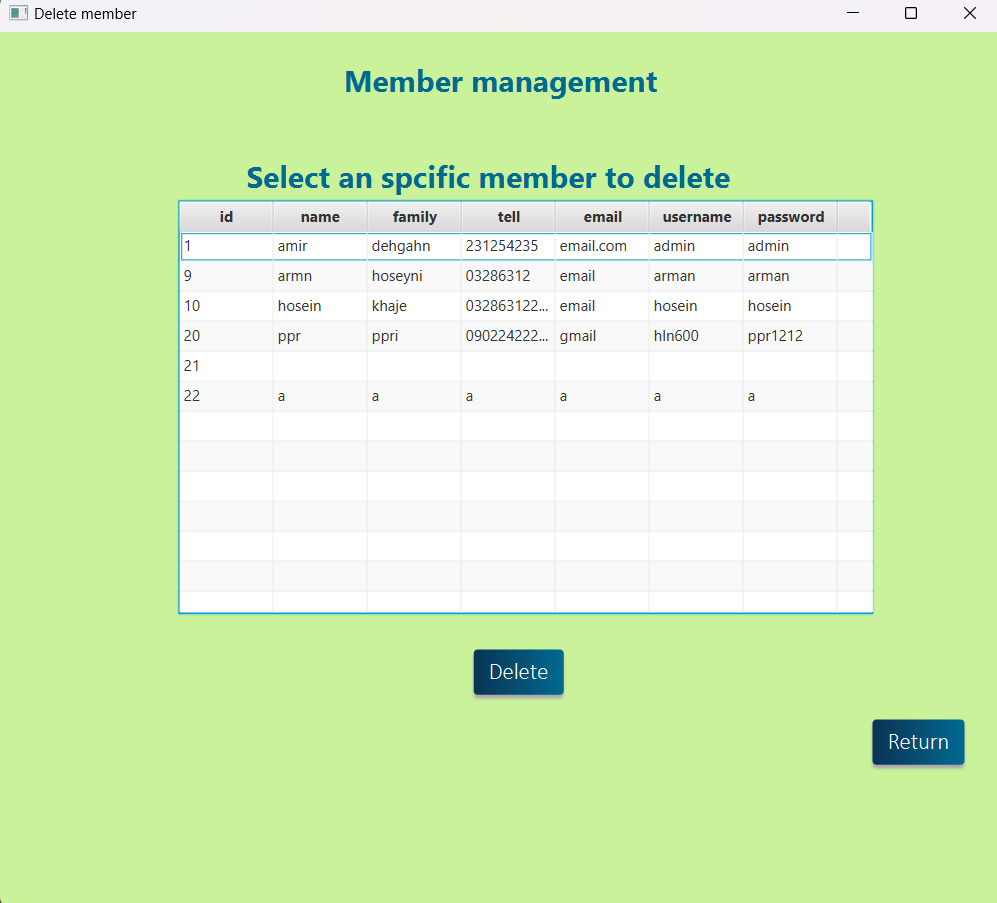 Delete member
Member management
Select an spcific member to delete
id name family tell email username password
1 amir dehgahn 231254235 email.com admin admin
9 armn hoseyni 03286312 email arman arman
10 hosein khaje 032863122... email hosein hosein
20 ppr ppri 090224222... gmail hln600 ppr1212
21
22 a a a a a a
Delete
Return